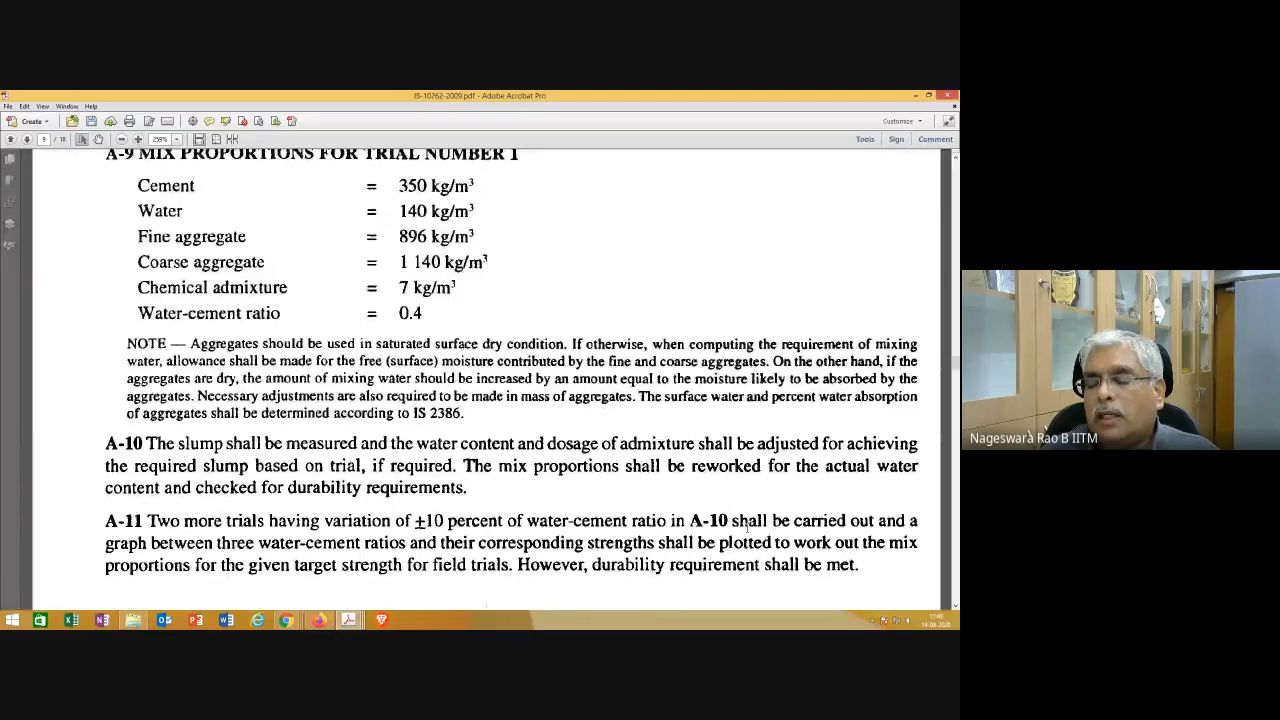 IS-10262-2009.pdf - Adobe Acrobat Pro
File Edit View Window Help
Create
Customize
9 / 18
259%
Tools Sign Comment
A-9 MIX PROPORTIONS FOR TRIAL NUMBER 1
Cement = 350 kg/m³
Water = 140 kg/m³
Fine aggregate = 896 kg/m³
Coarse aggregate = 1 140 kg/m³
Chemical admixture = 7 kg/m³
Water-cement ratio = 0.4
NOTE — Aggregates should be used in saturated surface dry condition. If otherwise, when computing the requirement of mixing
water, allowance shall be made for the free (surface) moisture contributed by the fine and coarse aggregates. On the other hand, if the
aggregates are dry, the amount of mixing water should be increased by an amount equal to the moisture likely to be absorbed by the
aggregates. Necessary adjustments are also required to be made in mass of aggregates. The surface water and percent water absorption
of aggregates shall be determined according to IS 2386.
A-10 The slump shall be measured and the water content and dosage of admixture shall be adjusted for achieving
the required slump based on trial, if required. The mix proportions shall be reworked for the actual water
content and checked for durability requirements.
A-11 Two more trials having variation of ±10 percent of water-cement ratio in A-10 shall be carried out and a
graph between three water-cement ratios and their corresponding strengths shall be plotted to work out the mix
proportions for the given target strength for field trials. However, durability requirement shall be met.
Nageswara Rao B IITM
17:49
14-08-2020